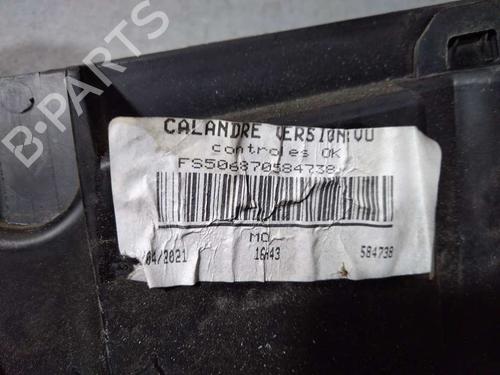 B-PARTS
CALANDRE VERSION:VU
controles OK
FS506870584738
MO
04/2021 16H43 584738